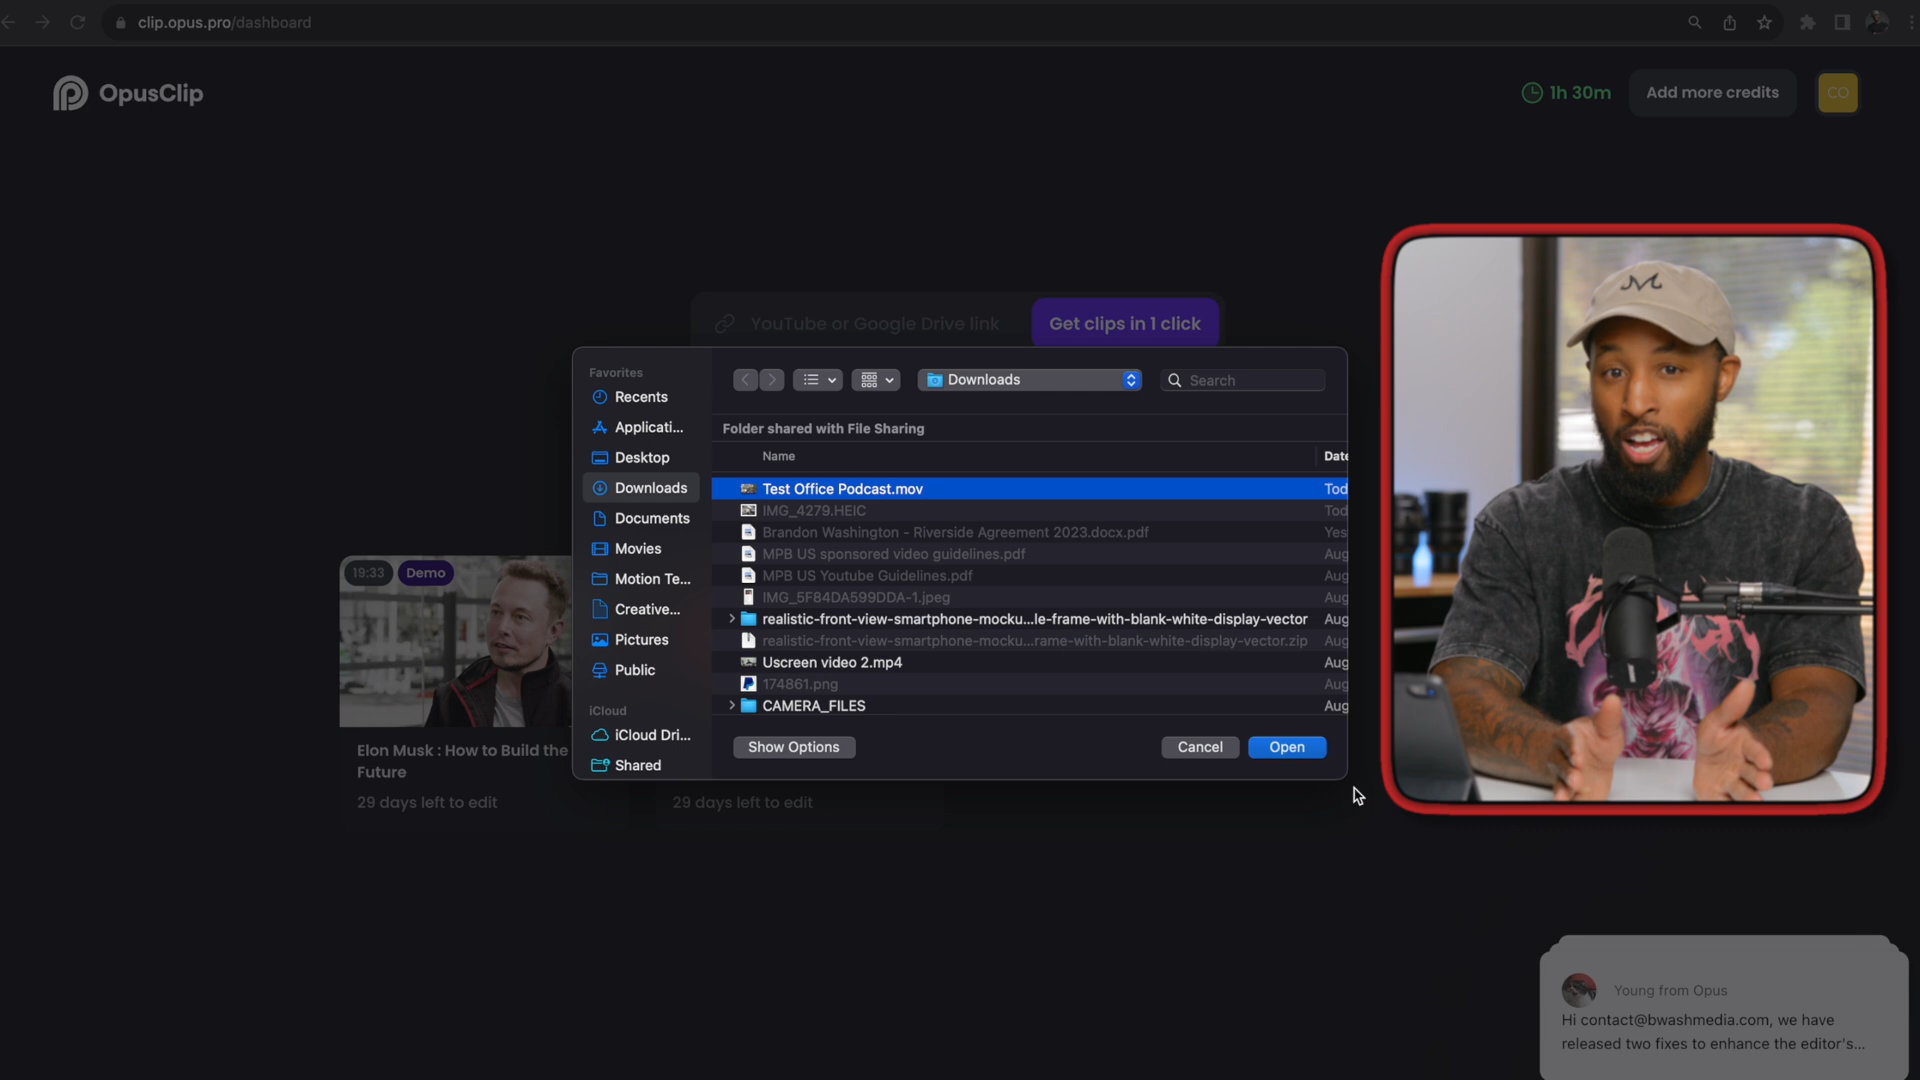 clip.opus.pro/dashboard
OpusClip
1h 30m
Add more credits
CO
YouTube or Google Drive link
Get clips in 1 click
Favorites
Recents
Applicati...
Desktop
Downloads
Documents
Movies
Motion Te...
Creative...
Pictures
Public
iCloud
iCloud Dri...
Shared
Downloads
Search
Folder shared with File Sharing
Name
Date
Test Office Podcast.mov
Tod
IMG_4279.HEIC
Tod
Brandon Washington - Riverside Agreement 2023.docx.pdf
Yes
MPB US sponsored video guidelines.pdf
Aug
MPB US Youtube Guidelines.pdf
Aug
IMG_5F84DA599DDA-1.jpeg
Aug
realistic-front-view-smartphone-mocku...le-frame-with-blank-white-display-vector
Aug
realistic-front-view-smartphone-mocku...rame-with-blank-white-display-vector.zip
Aug
Uscreen video 2.mp4
Aug
174861.png
Aug
CAMERA_FILES
Aug
Show Options
Cancel
Open
19:33
Demo
Elon Musk : How to Build the
Future
29 days left to edit
29 days left to edit
Young from Opus
Hi contact@bwashmedia.com, we have
released two fixes to enhance the editor's...